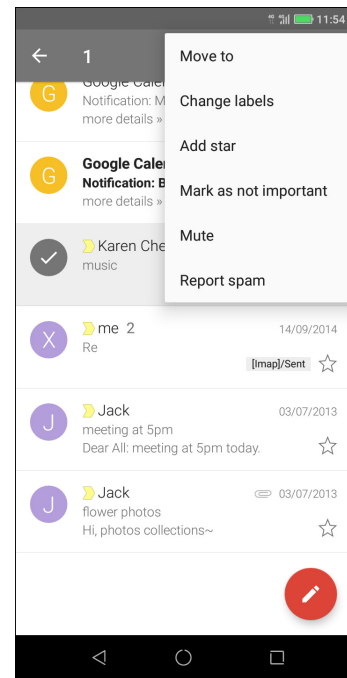 11:54
1
Move to
Change labels
Add star
Mark as not important
Mute
Report spam
G
Google Caler
Notification: M
more details »
G
Google Caler
Notification: B
more details »
Karen Che
music
X
me 2
14/09/2014
Re
[Imap]/Sent
J
Jack
03/07/2013
meeting at 5pm
Dear All: meeting at 5pm today.
J
Jack
03/07/2013
flower photos
Hi, photos collections~